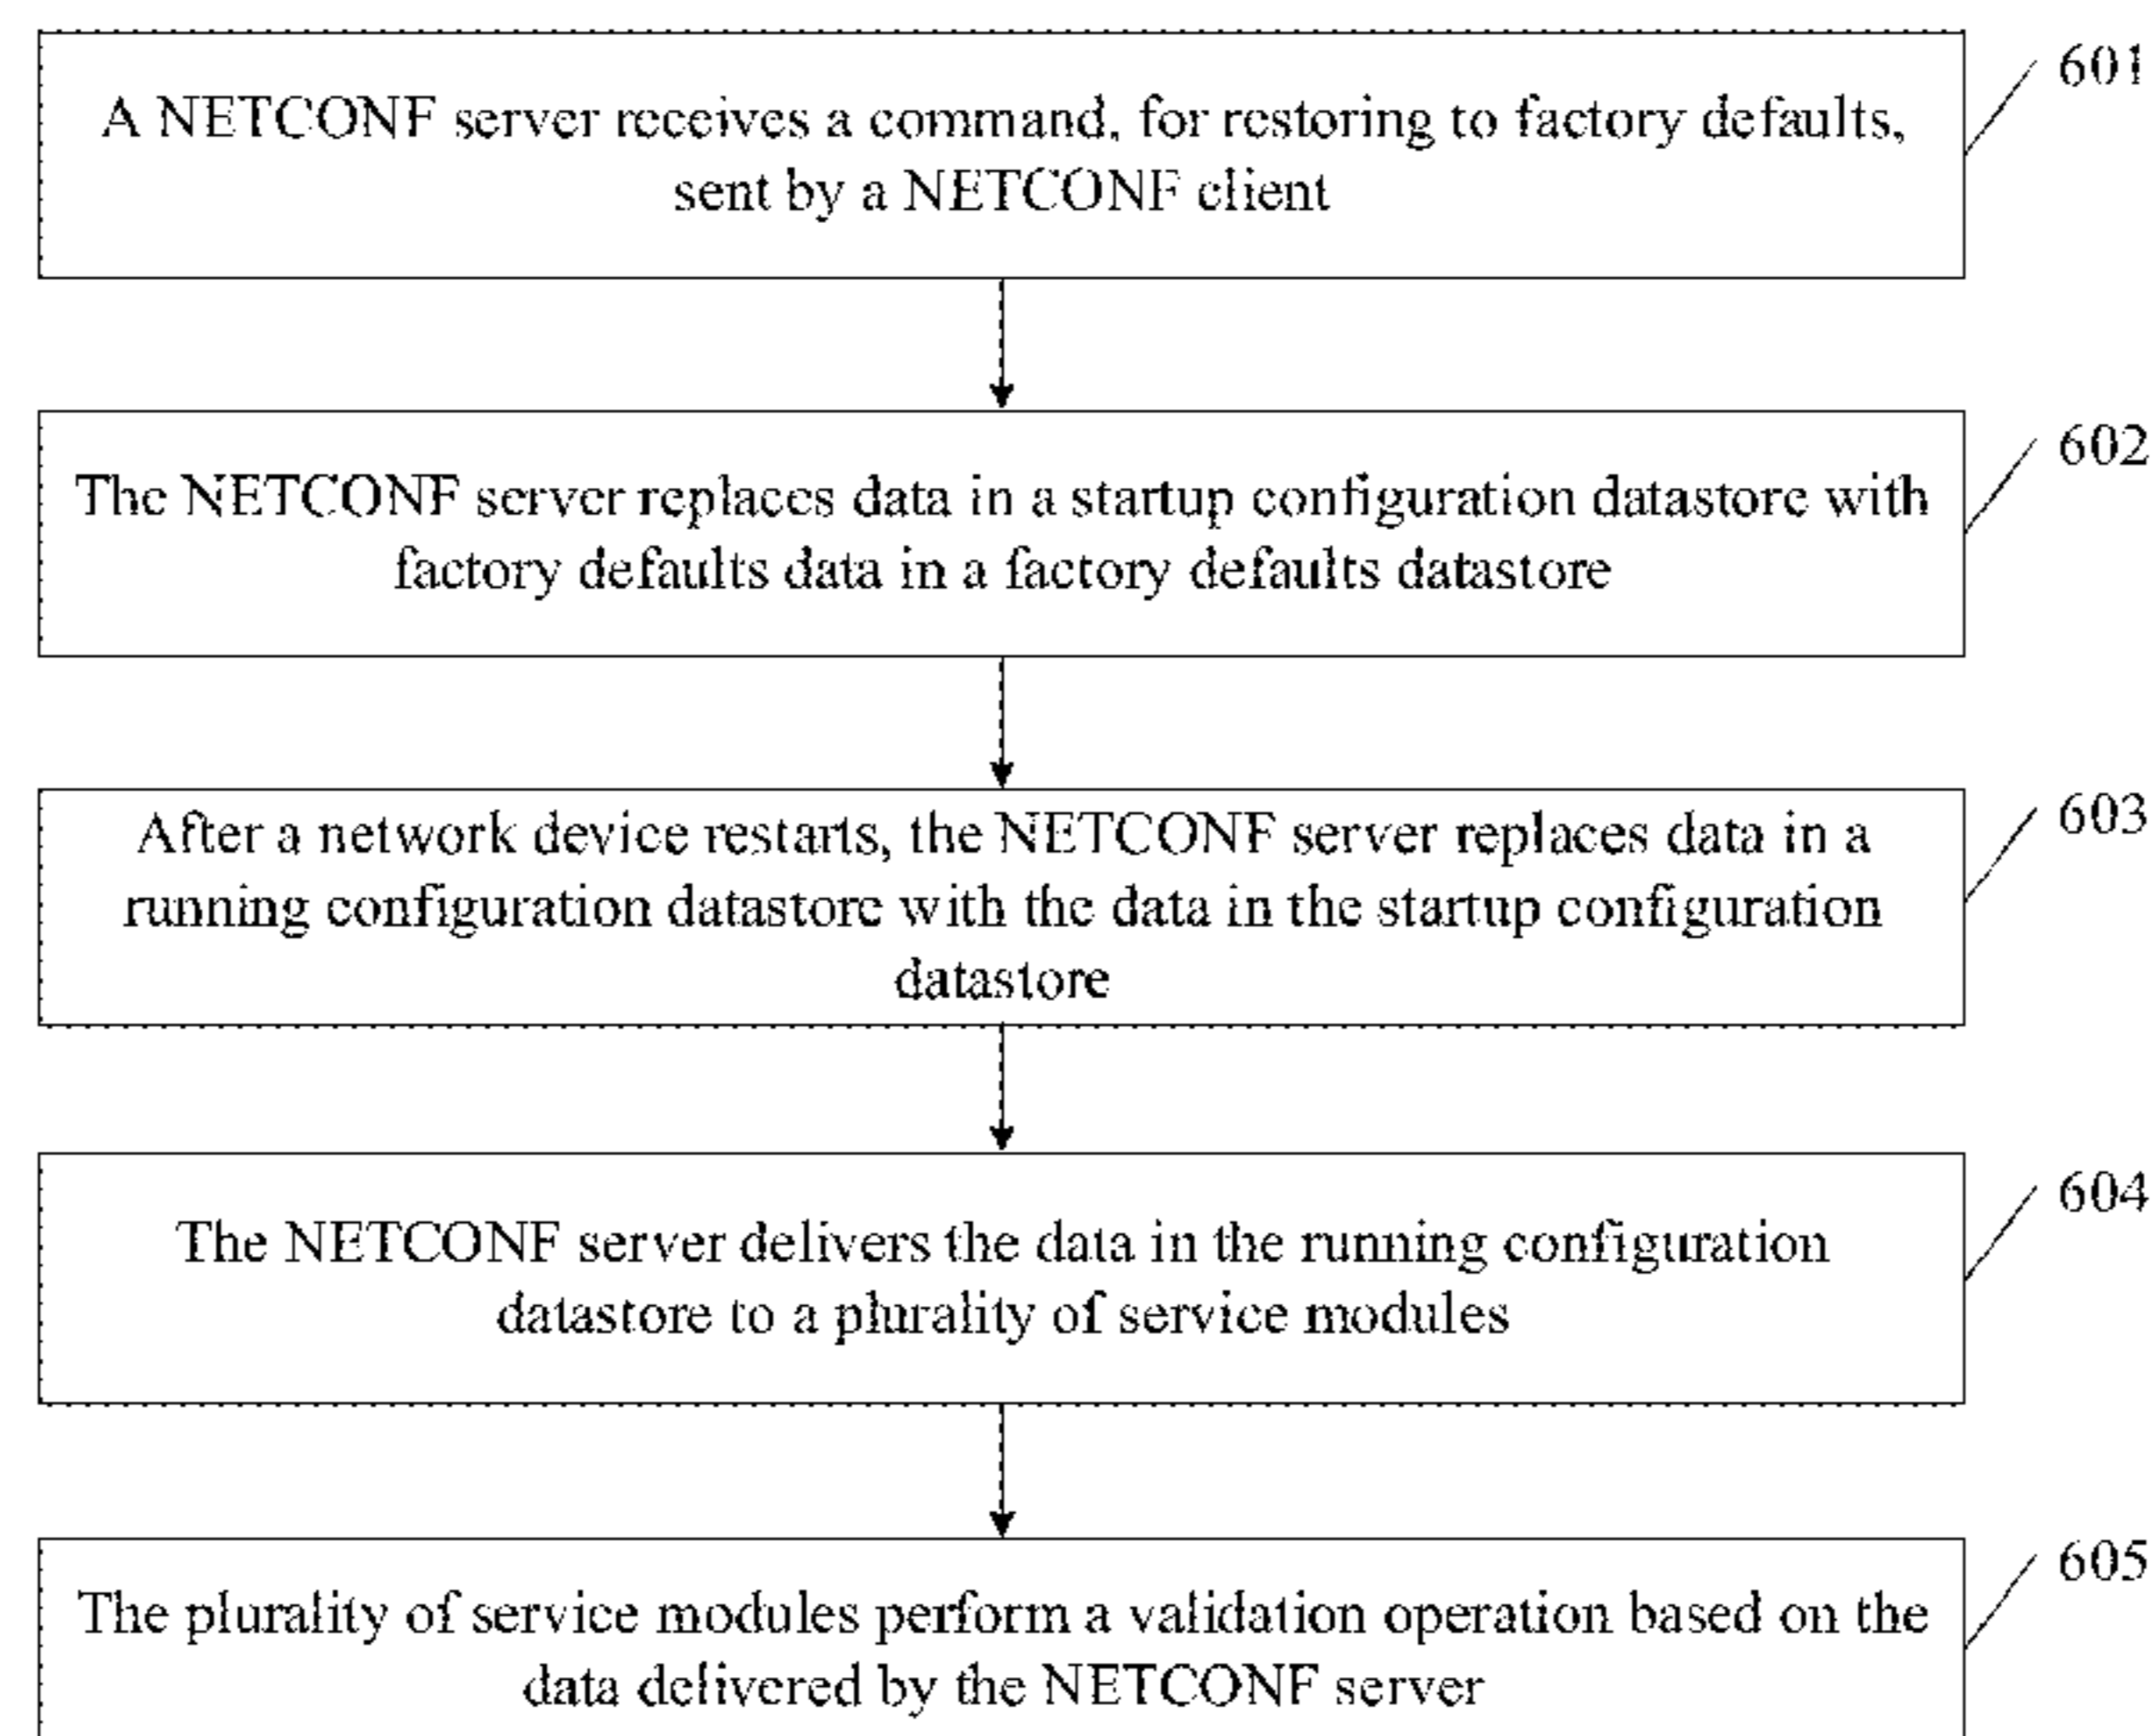 A NETCONF server receives a command, for restoring to factory defaults,
sent by a NETCONF client
601
The NETCONF server replaces data in a startup configuration datastore with
factory defaults data in a factory defaults datastore
602
After a network device restarts, the NETCONF server replaces data in a
running configuration datastore with the data in the startup configuration
datastore
603
The NETCONF server delivers the data in the running configuration
datastore to a plurality of service modules
604
The plurality of service modules perform a validation operation based on the
data delivered by the NETCONF server
605